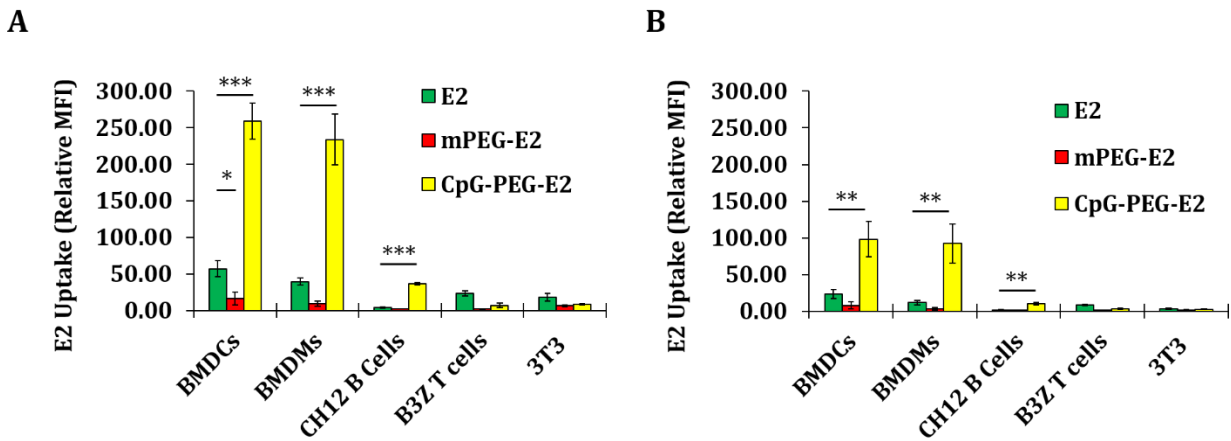 A
E2 Uptake (Relative MFI)
300.00
250.00
200.00
150.00
100.00
50.00
0.00
***
*
***
***
E2
mPEG-E2
CpG-PEG-E2
BMDCs
BMDMs
CH12 B Cells
B3Z T cells
3T3
B
E2 Uptake (Relative MFI)
300.00
250.00
200.00
150.00
100.00
50.00
0.00
**
**
**
E2
mPEG-E2
CpG-PEG-E2
BMDCs
BMDMs
CH12 B Cells
B3Z T cells
3T3